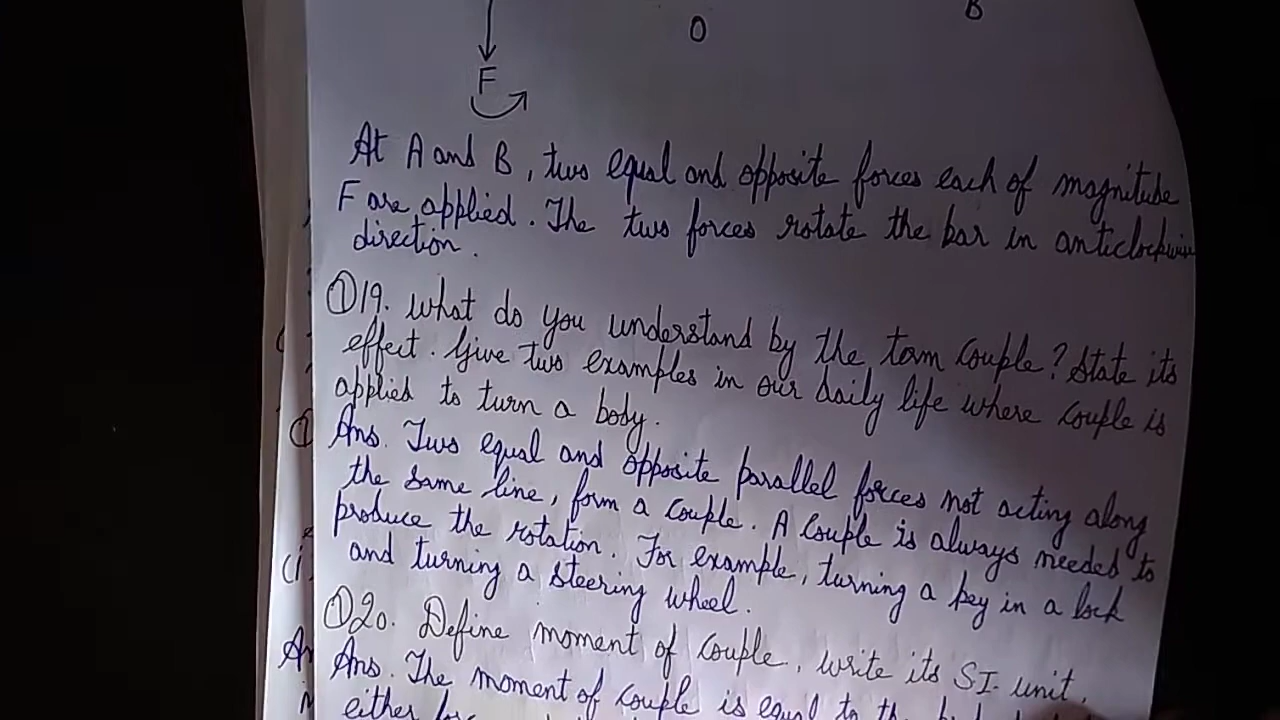 B
O
F
At A and B, two equal and opposite forces each of magnitude
F are applied. The two forces rotate the bar in anticlockwise
direction.
Q19. What do you understand by the term couple? State its
effect. Give two examples in our daily life where couple is
applied to turn a body.
Ans. Two equal and opposite parallel forces not acting along
the same line, form a couple. A couple is always needed to
produce the rotation. For example, turning a key in a lock
and turning a steering wheel.
Q20. Define moment of couple, write its S.I. unit.
Ans. The moment of couple is equal to the
either